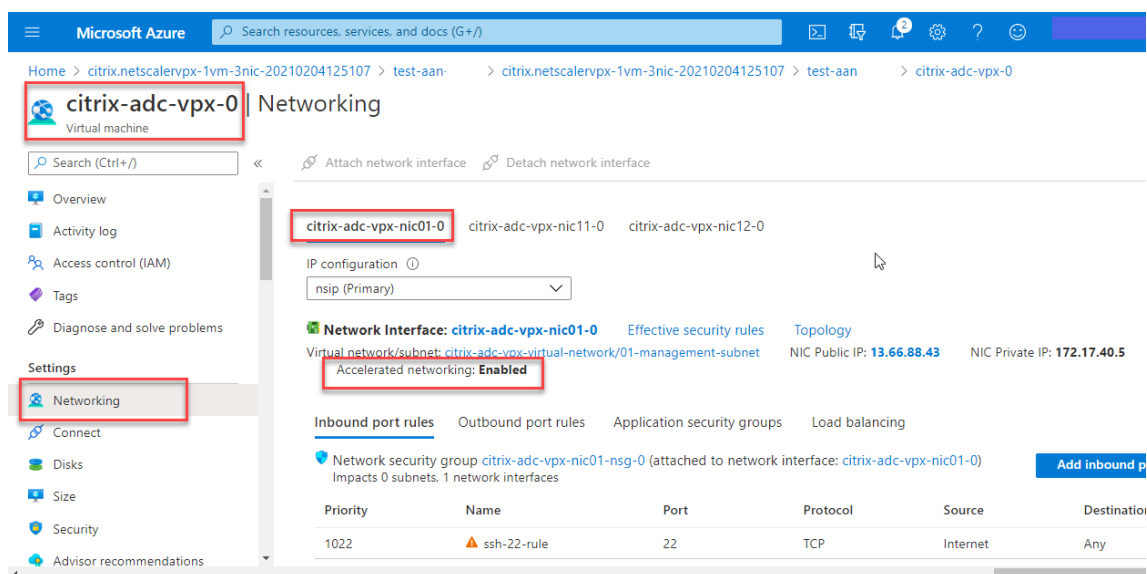 Microsoft Azure
Search resources, services, and docs (G+/)
2
Home > citrix.netscalervpx-1vm-3nic-20210204125107 > test-aan > citrix.netscalervpx-1vm-3nic-20210204125107 > test-aan > citrix-adc-vpx-0
citrix-adc-vpx-0 | Networking
Virtual machine
Search (Ctrl+/)
«
Attach network interface
Detach network interface
Overview
Activity log
Access control (IAM)
Tags
Diagnose and solve problems
Settings
Networking
Connect
Disks
Size
Security
Advisor recommendations
citrix-adc-vpx-nic01-0
citrix-adc-vpx-nic11-0
citrix-adc-vpx-nic12-0
IP configuration
nsip (Primary)
Network Interface: citrix-adc-vpx-nic01-0
Effective security rules
Topology
Virtual network/subnet: citrix-adc-vpx-virtual-network/01-management-subnet
NIC Public IP: 13.66.88.43
NIC Private IP: 172.17.40.5
Accelerated networking: Enabled
Inbound port rules
Outbound port rules
Application security groups
Load balancing
Network security group citrix-adc-vpx-nic01-nsg-0 (attached to network interface: citrix-adc-vpx-nic01-0)
Impacts 0 subnets, 1 network interfaces
Add inbound p
Priority Name Port Protocol Source Destination
1022 ssh-22-rule 22 TCP Internet Any